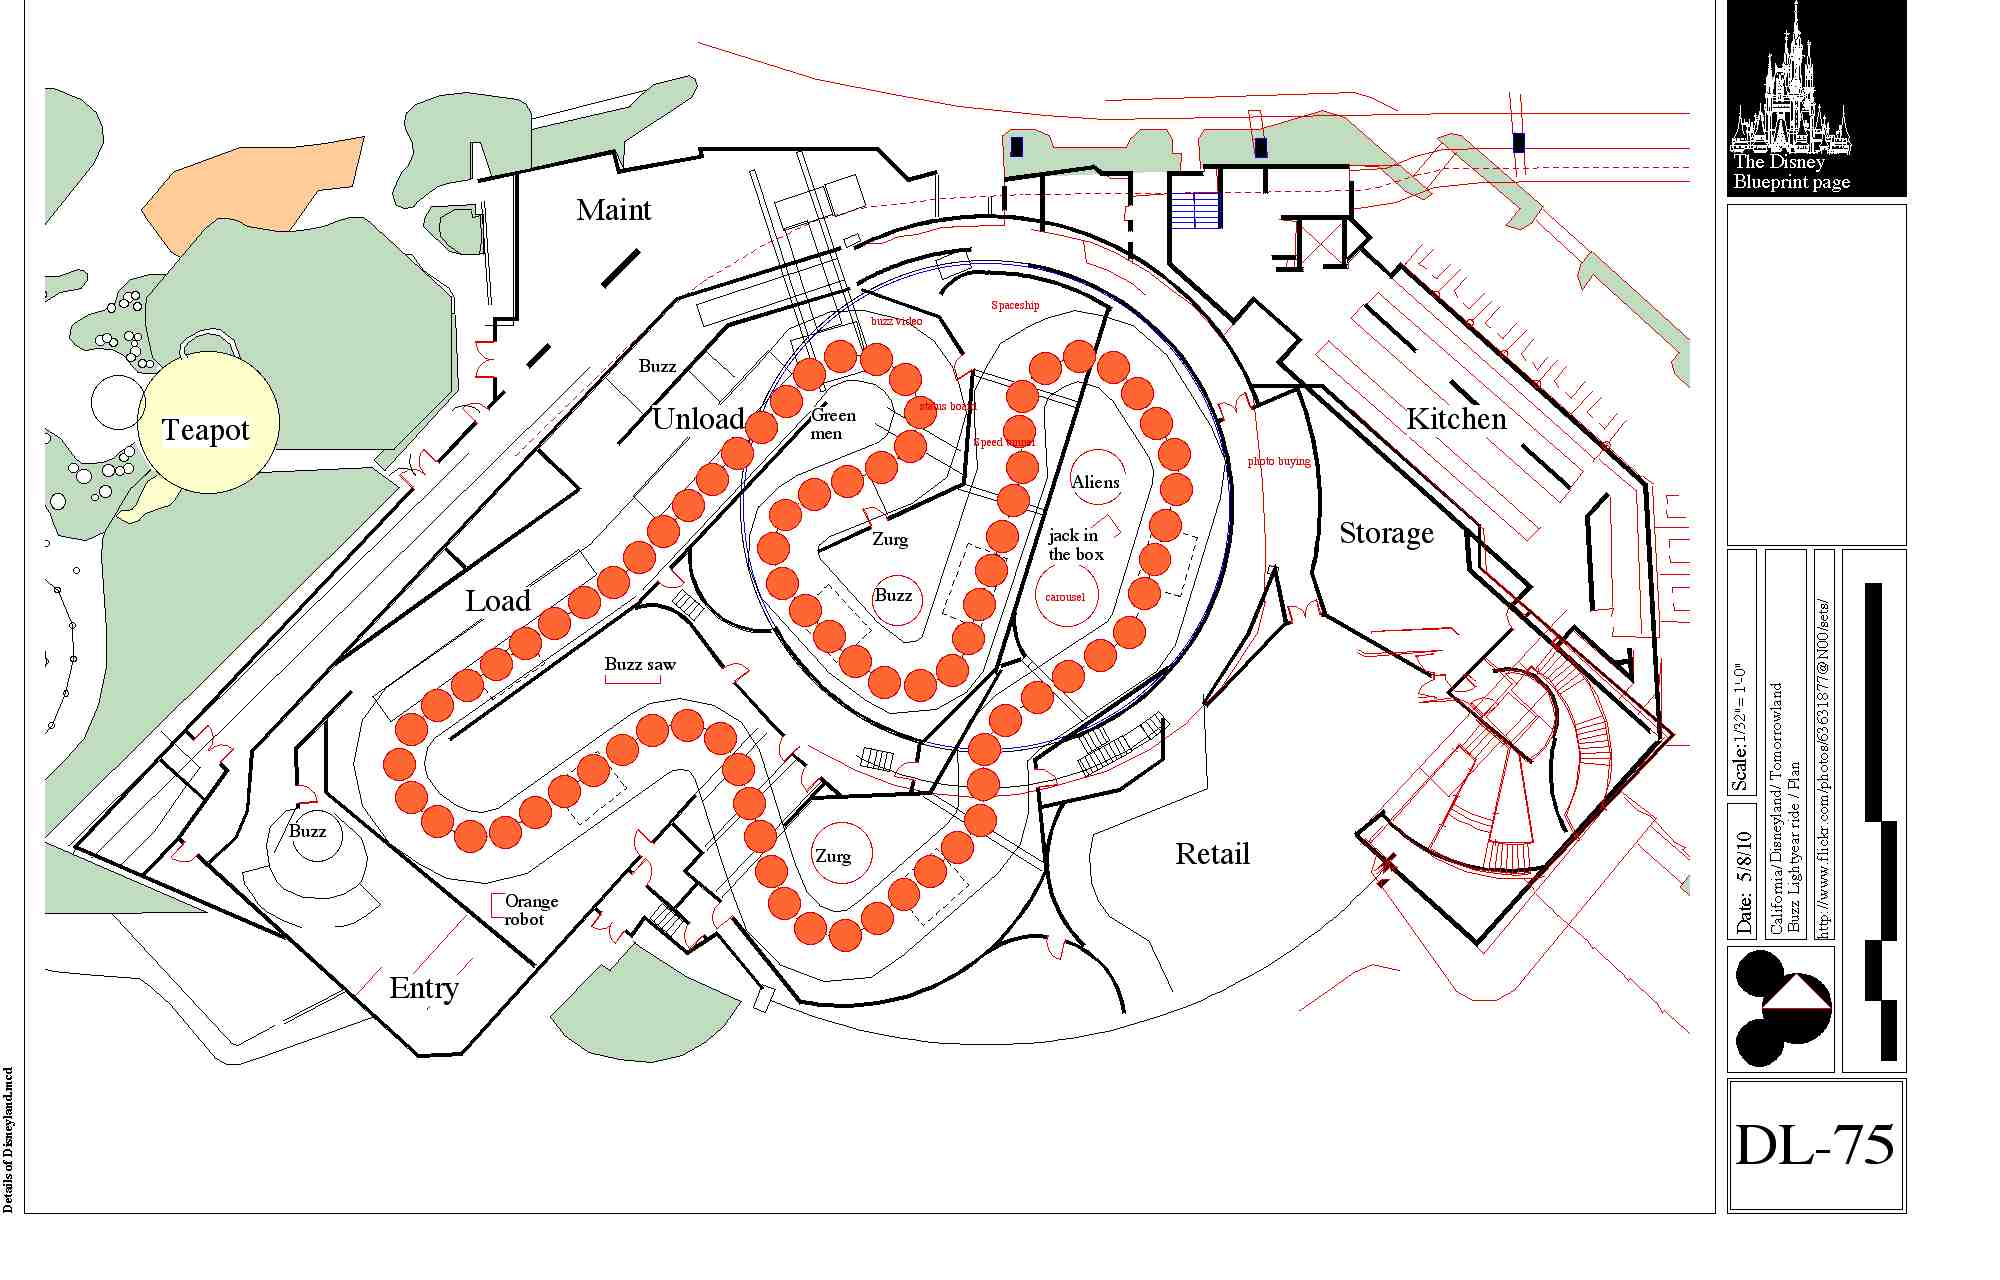 The Disney
Blueprint page
Maint
Spaceship
buzz video
Buzz
Unload
Green
men
status board
Speed tunnel
Kitchen
Teapot
photo buying
Aliens
Storage
jack in
the box
Zurg
Buzz
carousel
Load
Buzz saw
Buzz
Zurg
Retail
Orange
robot
Entry
Scale:1/32"= 1'-0"
Date: 5/8/10
California/ Disneyland/ Tomorrowland
Buzz Lightyear ride / Plan
http://www.flickr.com/photos/63631877@N00/sets/
DL-75
Details of Disneyland.mcd